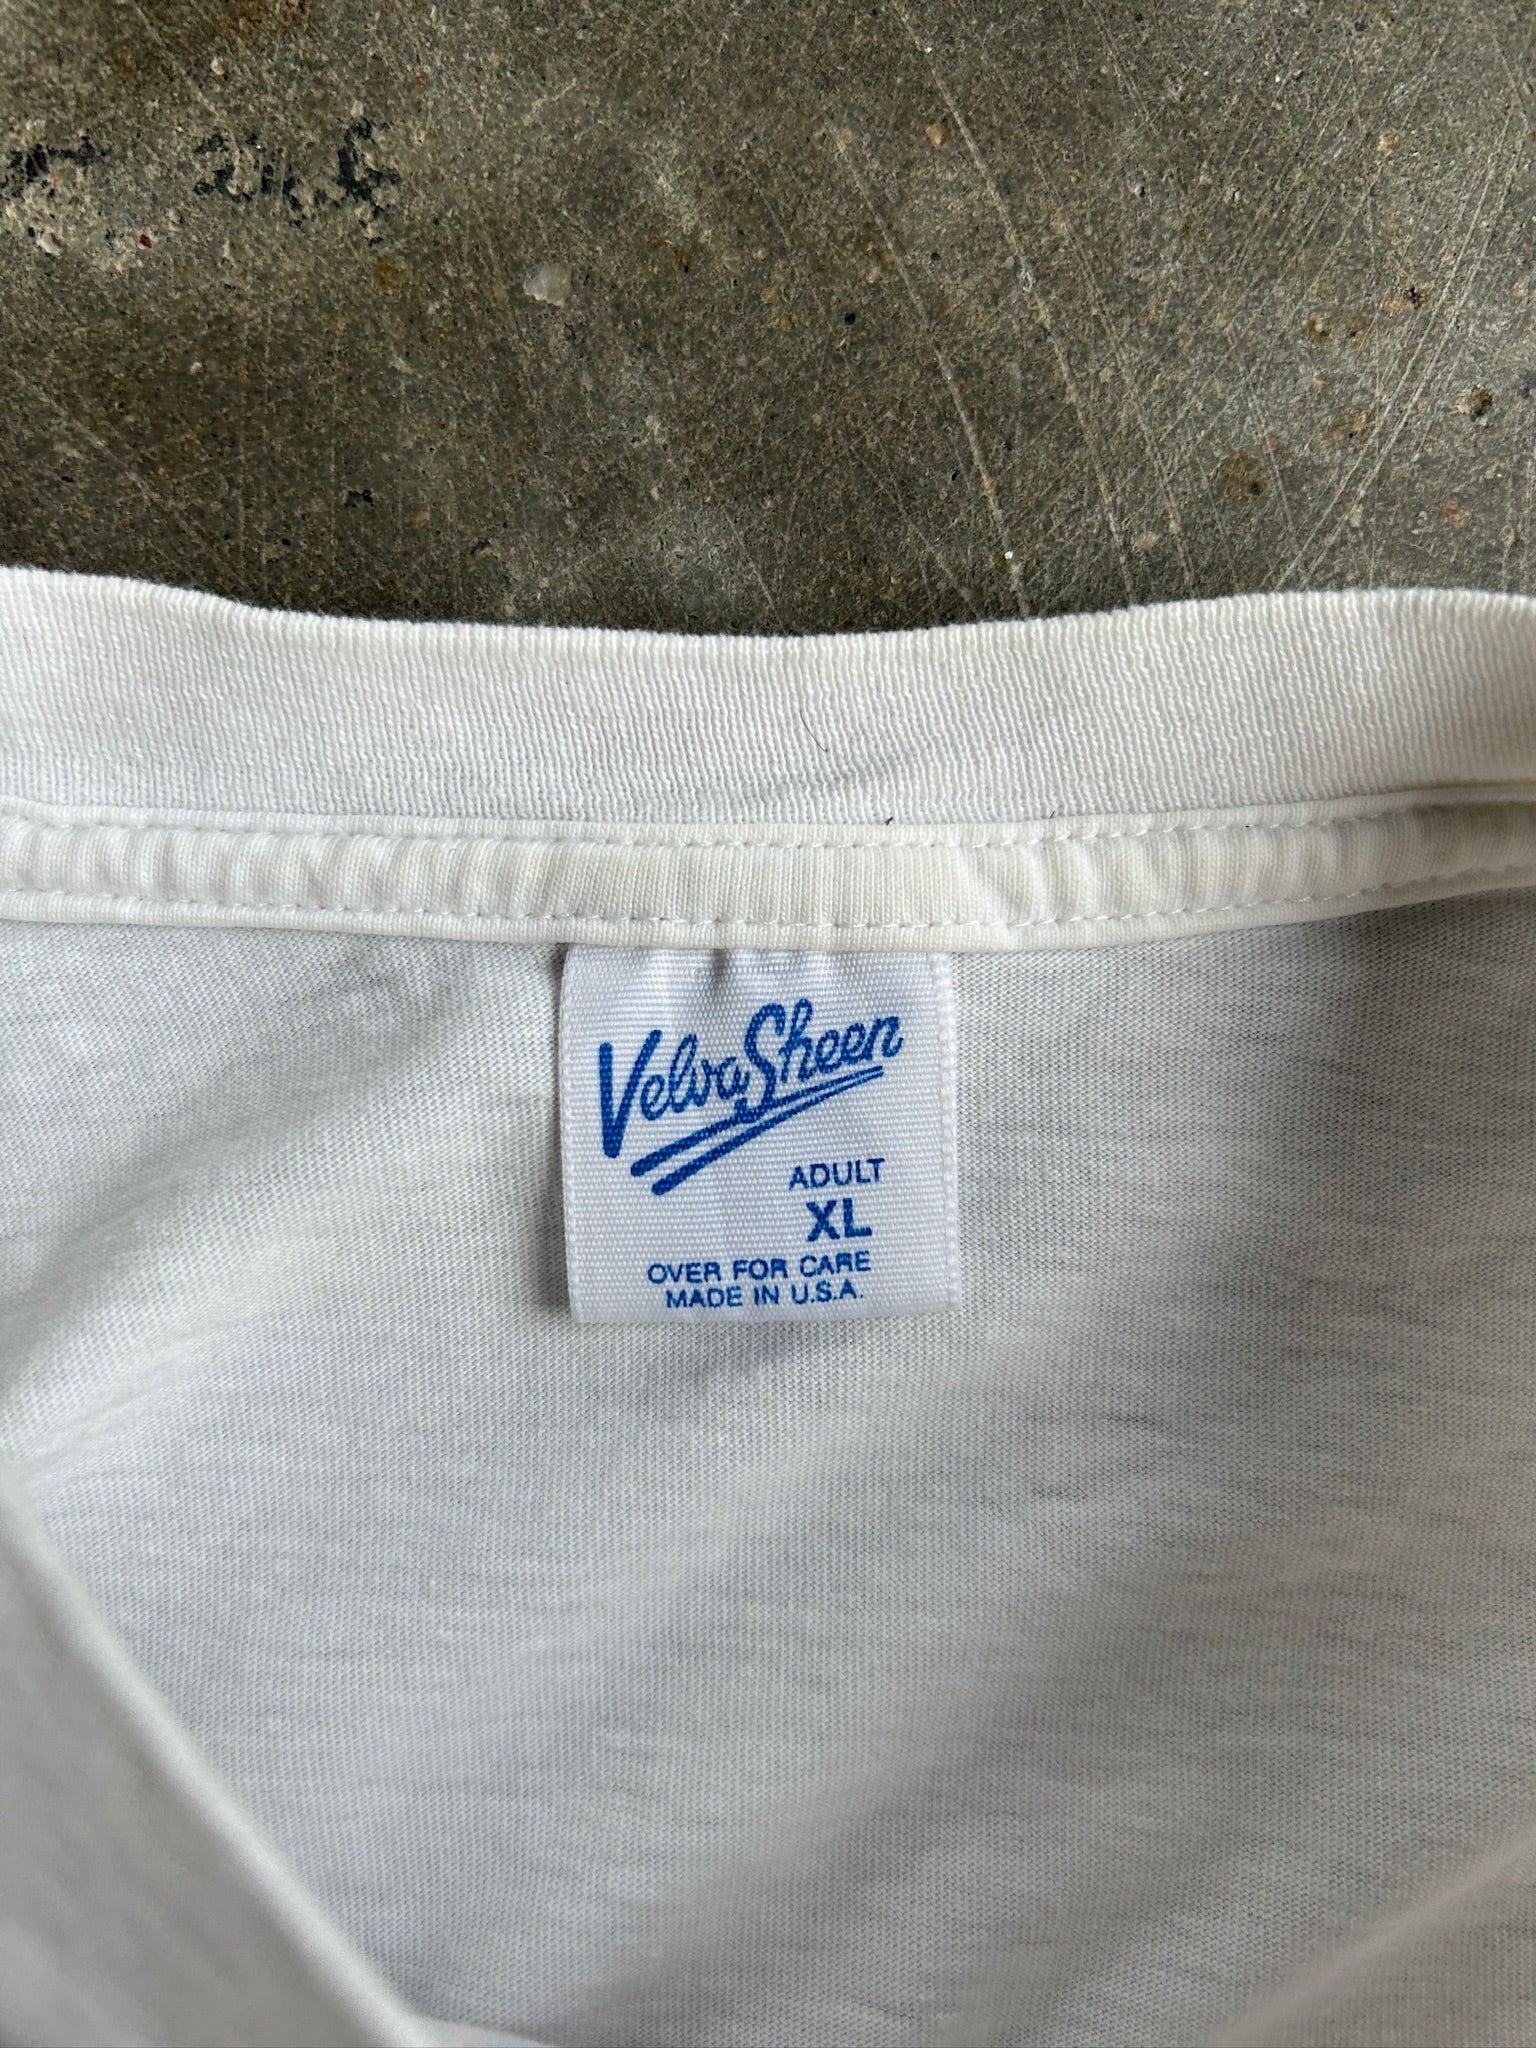 VelvaSheen
ADULT
XL
OVER FOR CARE
MADE IN U.S.A.